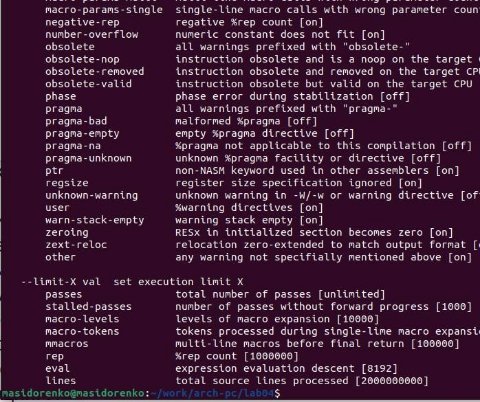 macro-params-single  single-line macro calls with wrong parameter coun
negative-rep         negative %rep count [on]
number-overflow      numeric constant does not fit [on]
obsolete             all warnings prefixed with "obsolete-"
obsolete-nop         instruction obsolete and is a noop on the target
obsolete-removed     instruction obsolete and removed on the target CPU
obsolete-valid       instruction obsolete but valid on the target CPU
phase                phase error during stabilization [off]
pragma               all warnings prefixed with "pragma-"
pragma-bad           malformed %pragma [off]
pragma-empty         empty %pragma directive [off]
pragma-na            %pragma not applicable to this compilation [off]
pragma-unknown       unknown %pragma facility or directive [off]
ptr                  non-NASM keyword used in other assemblers [on]
regsize              register size specification ignored [on]
unknown-warning      unknown warning in -W/-w or warning directive [of
user                 %warning directives [on]
warn-stack-empty     warning stack empty [on]
zeroing              RESx in initialized section becomes zero [on]
zext-reloc           relocation zero-extended to match output format [
other                any warning not specifially mentioned above [on]
--limit-X val  set execution limit X
passes               total number of passes [unlimited]
stalled-passes       number of passes without forward progress [1000]
macro-levels         levels of macro expansion [10000]
macro-tokens         tokens processed during single-lime macro expansi
mmacros              multi-line macros before final return [100000]
rep                  %rep count [1000000]
eval                 expression evaluation descent [8192]
lines                total source lines processed [2000000000]
masidorenko@masidorenko:~/work/arch-pc/lab04$